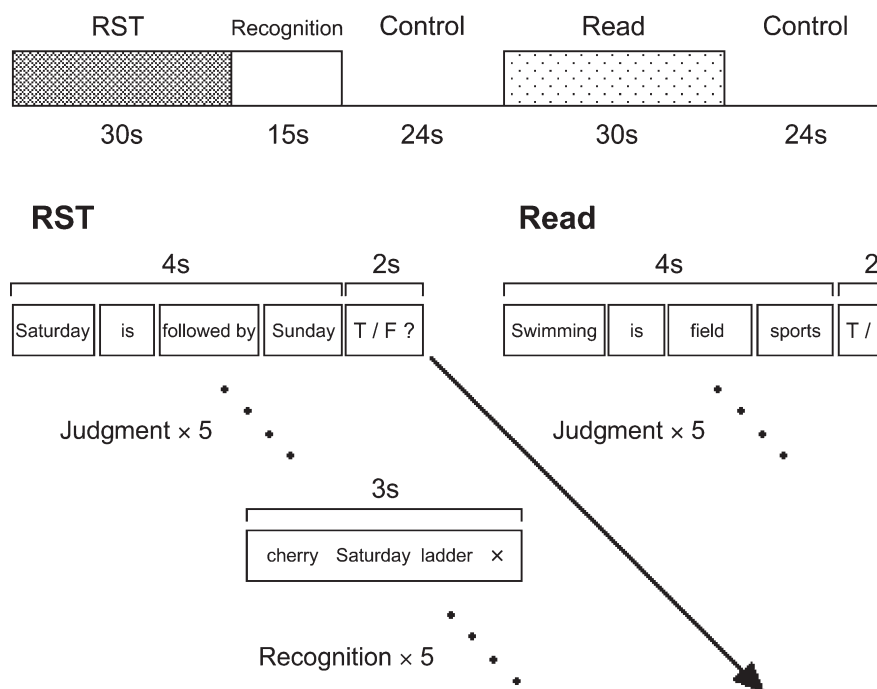 RST Recognition Control Read Control
30s 15s 24s 30s 24s
RST Read
4s 2s 4s 2
Saturday is followed by Sunday T / F ? Swimming is field sports T /
Judgment × 5 Judgment × 5
3s
cherry Saturday ladder ×
Recognition × 5